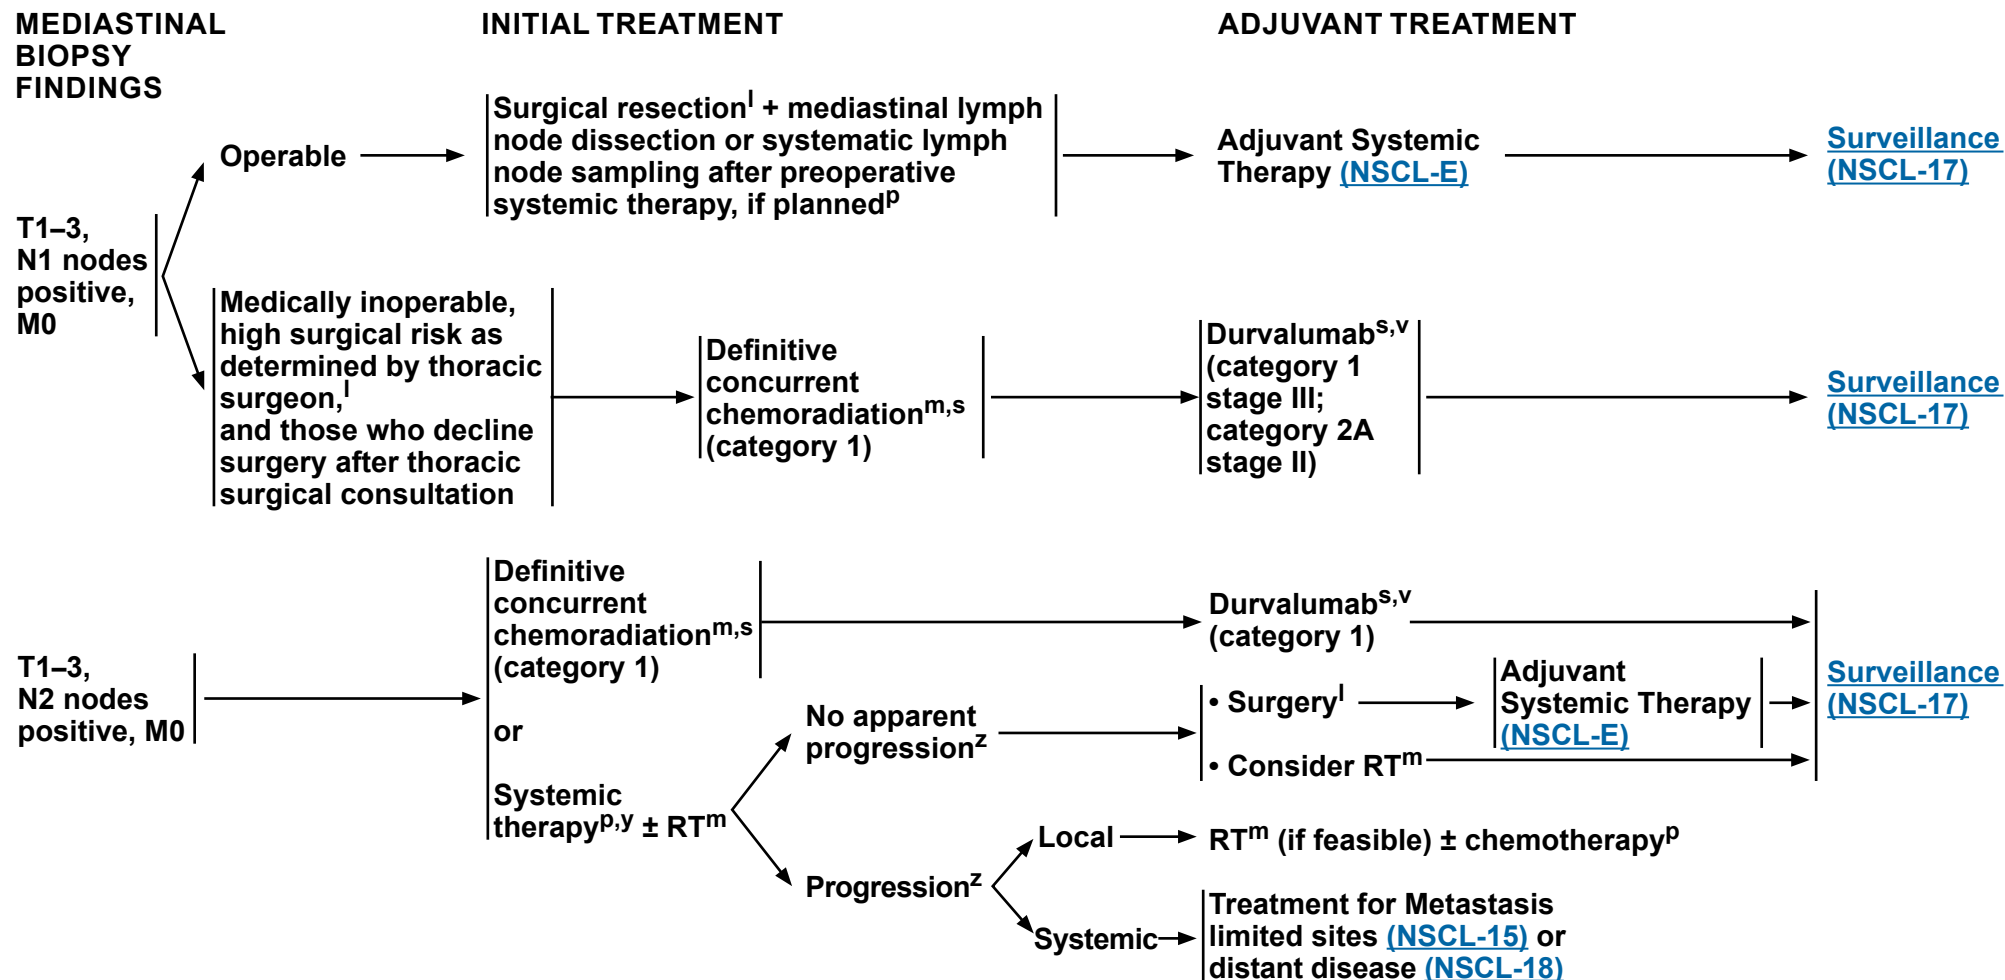 MEDIASTINAL
BIOPSY
FINDINGS
INITIAL TREATMENT
ADJUVANT TREATMENT
T1–3,
N1 nodes
positive,
M0
Operable
Surgical resectionˡ + mediastinal lymph
node dissection or systematic lymph
node sampling after preoperative
systemic therapy, if plannedᵖ
Adjuvant Systemic
Therapy (NSCL-E)
Surveillance
(NSCL-17)
Medically inoperable,
high surgical risk as
determined by thoracic
surgeon,ˡ
and those who decline
surgery after thoracic
surgical consultation
Definitive
concurrent
chemoradiationᵐ,ˢ
(category 1)
Durvalumabˢ,ᵛ
(category 1
stage III;
category 2A
stage II)
Surveillance
(NSCL-17)
T1–3,
N2 nodes
positive, M0
Definitive
concurrent
chemoradiationᵐ,ˢ
(category 1)
or
Systemic
therapyᵖ,ʸ ± RTᵐ
Durvalumabˢ,ᵛ
(category 1)
No apparent
progressionᶻ
• Surgeryˡ
Adjuvant
Systemic Therapy
(NSCL-E)
• Consider RTᵐ
Surveillance
(NSCL-17)
Progressionᶻ
Local
RTᵐ (if feasible) ± chemotherapyᵖ
Systemic
Treatment for Metastasis
limited sites (NSCL-15) or
distant disease (NSCL-18)